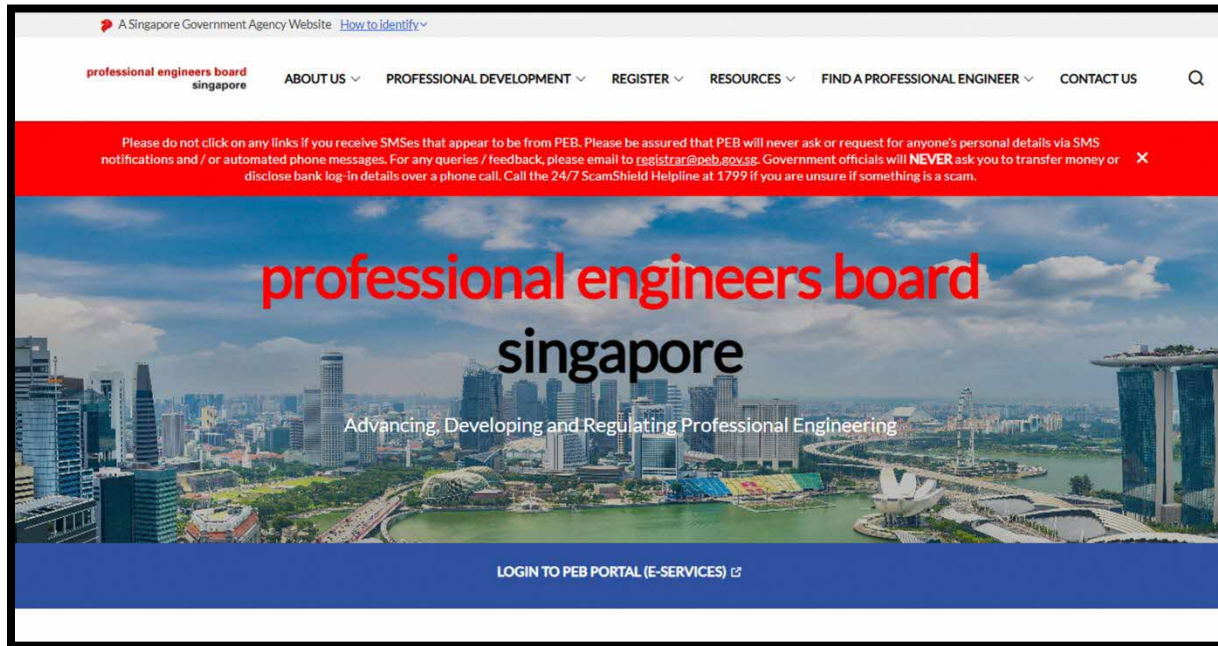 A Singapore Government Agency Website How to identify
professional engineers board
singapore
ABOUT US PROFESSIONAL DEVELOPMENT REGISTER RESOURCES FIND A PROFESSIONAL ENGINEER CONTACT US
Please do not click on any links if you receive SMSes that appear to be from PEB. Please be assured that PEB will never ask or request for anyone's personal details via SMS
notifications and / or automated phone messages. For any queries / feedback, please email to registrar@peb.gov.sg. Government officials will NEVER ask you to transfer money or
disclose bank log-in details over a phone call. Call the 24/7 ScamShield Helpline at 1799 if you are unsure if something is a scam.
professional engineers board
singapore
Advancing, Developing and Regulating Professional Engineering
LOGIN TO PEB PORTAL (E-SERVICES)